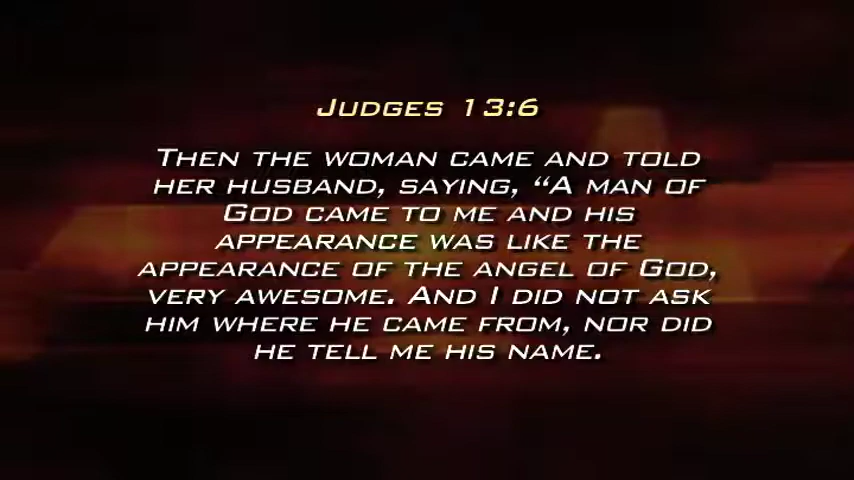 Judges 13:6
Then the woman came and told
her husband, saying, “A man of
God came to me and his
appearance was like the
appearance of the angel of God,
very awesome. And I did not ask
him where he came from, nor did
he tell me his name.